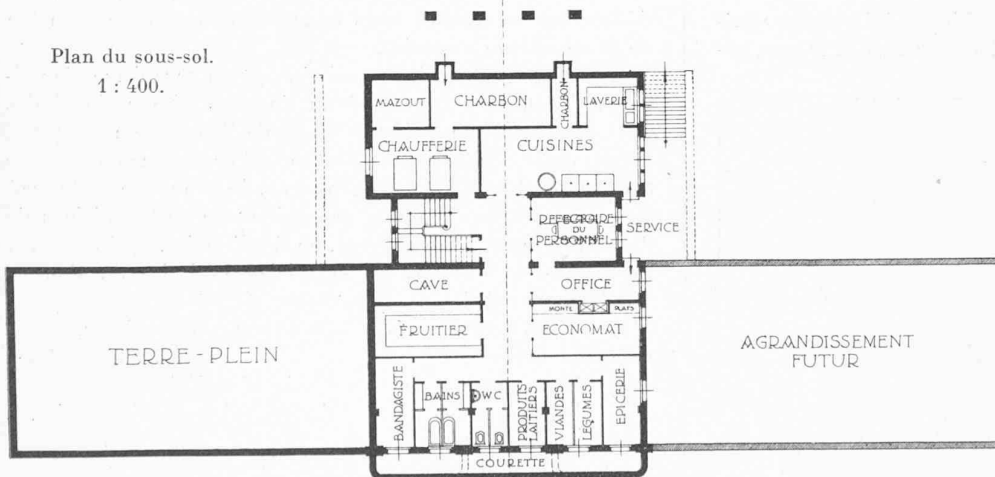 Plan du sous-sol.
1 : 400.
MAZOUT
CHARBON
CHARBON
LAVERIE
CHAUFFERIE
CUISINES
REFECTOIRE
DU
PERSONNEL
SERVICE
CAVE
OFFICE
MONTE PLATS
FRUITIER
ECONOMAT
TERRE-PLEIN
AGRANDISSEMENT
FUTUR
BANDAGISTE
BAINS
WC
PRODUITS
LAITIERS
VIANDES
LEGUMES
EPICERIE
COURETTE